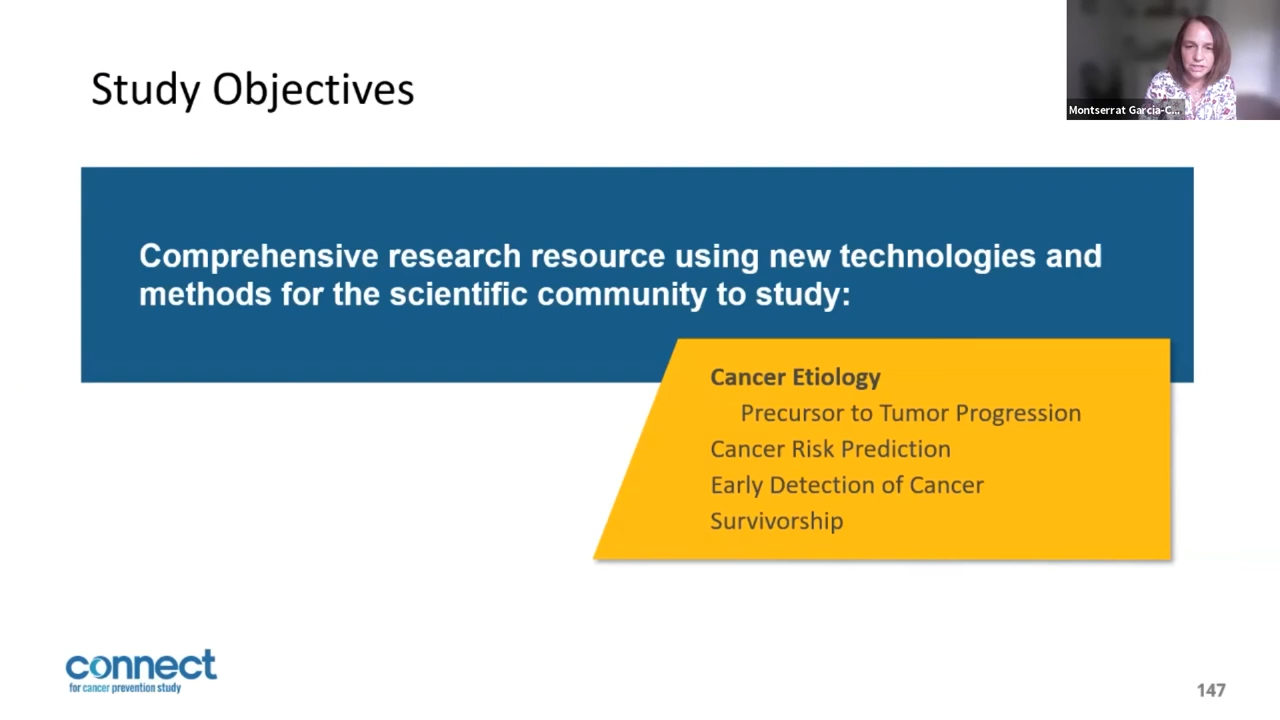 Study Objectives
Montserrat Garcia-C...
Comprehensive research resource using new technologies and
methods for the scientific community to study:
Cancer Etiology
Precursor to Tumor Progression
Cancer Risk Prediction
Early Detection of Cancer
Survivorship
connect
for cancer prevention study
147